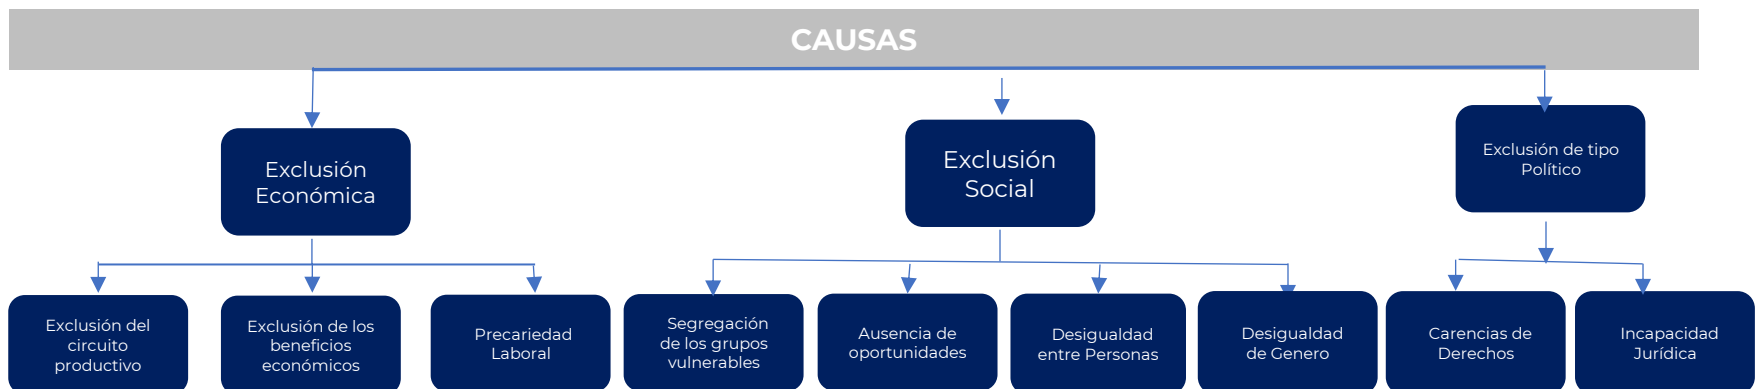 CAUSAS
Exclusión
Económica
Exclusión
Social
Exclusión de tipo
Político
Exclusión del
circuito
productivo
Exclusión de los
beneficios
económicos
Precariedad
Laboral
Segregación
de los grupos
vulnerables
Ausencia de
oportunidades
Desigualdad
entre Personas
Desigualdad
de Genero
Carencias de
Derechos
Incapacidad
Jurídica